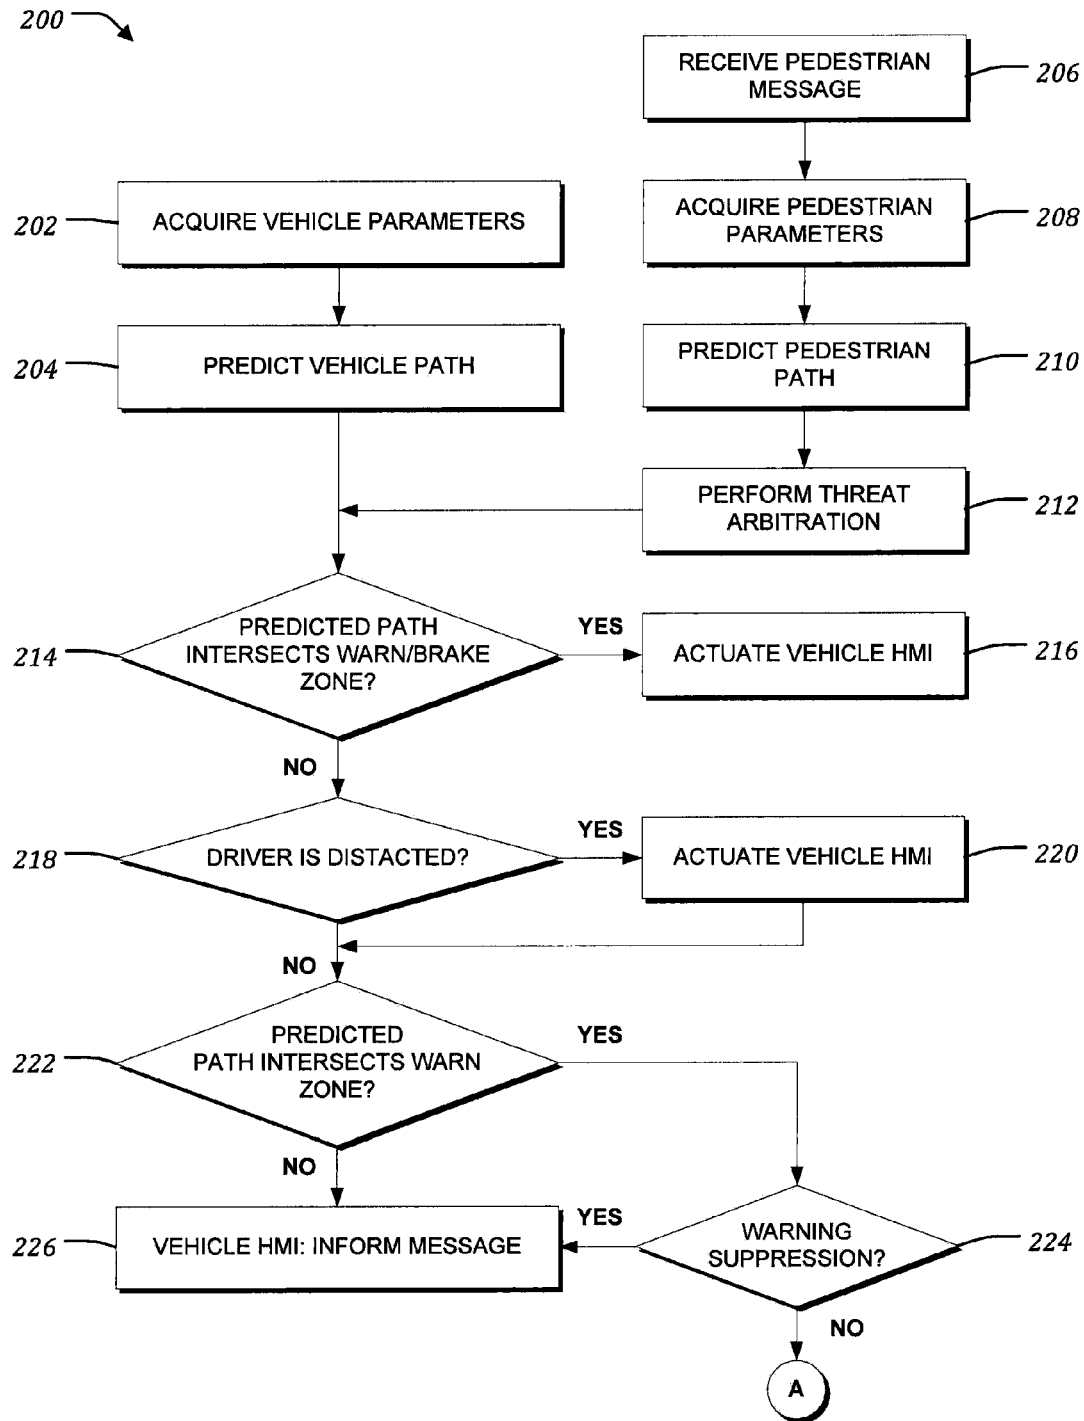 200
RECEIVE PEDESTRIAN
MESSAGE
206
ACQUIRE VEHICLE PARAMETERS
202
ACQUIRE PEDESTRIAN
PARAMETERS
208
PREDICT VEHICLE PATH
204
PREDICT PEDESTRIAN
PATH
210
PERFORM THREAT
ARBITRATION
212
PREDICTED PATH
INTERSECTS WARN/BRAKE
ZONE?
214
YES
ACTUATE VEHICLE HMI
216
NO
DRIVER IS DISTACTED?
218
YES
ACTUATE VEHICLE HMI
220
NO
PREDICTED
PATH INTERSECTS WARN
ZONE?
222
YES
NO
VEHICLE HMI: INFORM MESSAGE
226
YES
WARNING
SUPPRESSION?
224
NO
A